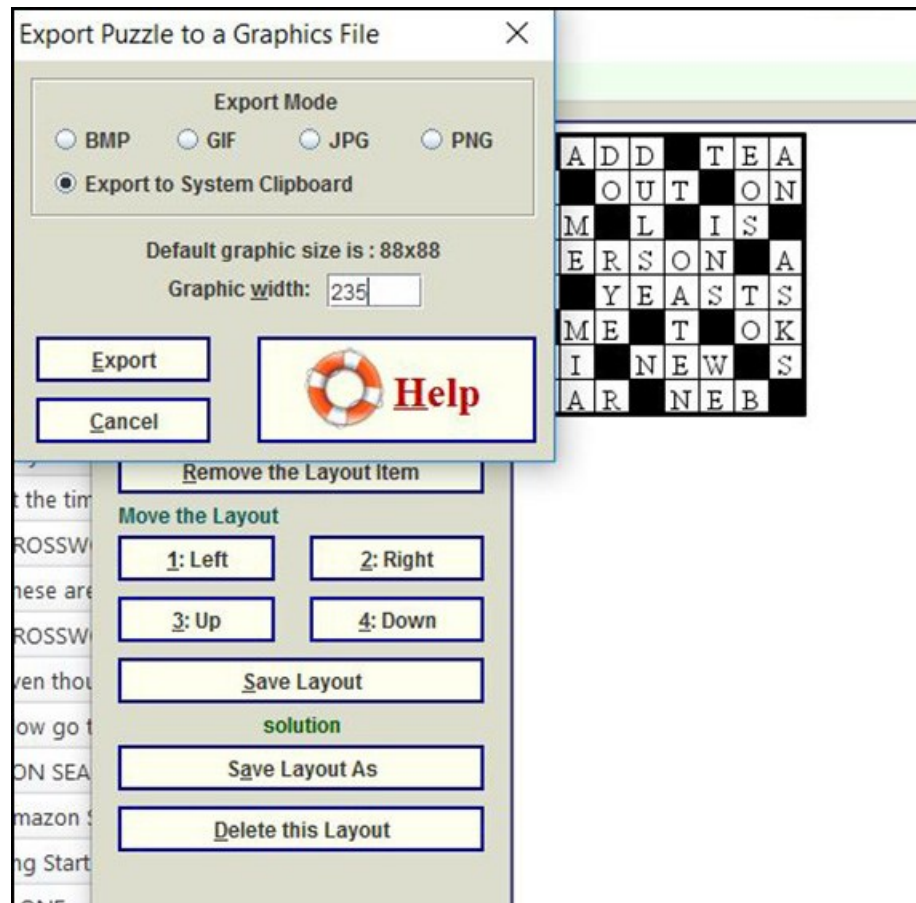 Export Puzzle to a Graphics File
Export Mode
BMP GIF JPG PNG
Export to System Clipboard
Default graphic size is : 88x88
Graphic width: 235
Export
Help
Cancel
A D D T E A
O U T O N
M L I S
E R S O N A
Y E A S T S
M E T O K
I N E W S
A R N E B
Remove the Layout Item
t the tim
Move the Layout
ROSSW
1: Left 2: Right
hese are
3: Up 4: Down
ROSSW
ven thou
Save Layout
ow go t
solution
ON SEA
Save Layout As
mazon S
Delete this Layout
ng Start